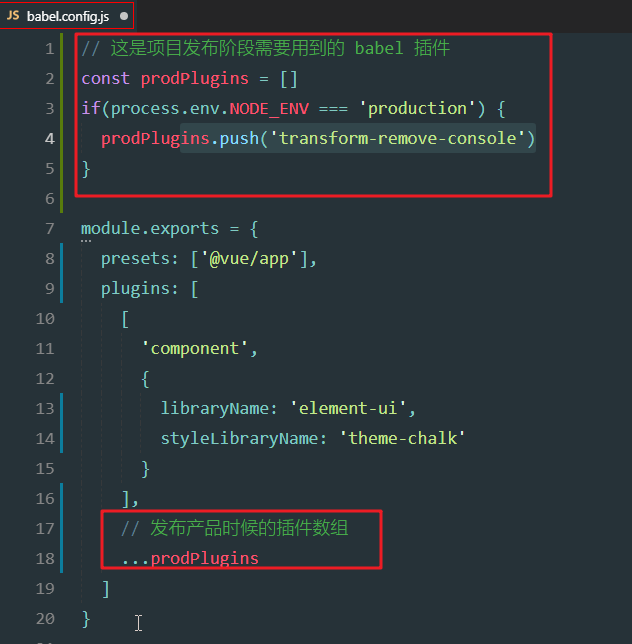 JS babel.config.js
1 // 这是项目发布阶段需要用到的 babel 插件
2 const prodPlugins = []
3 if(process.env.NODE_ENV === 'production') {
4   prodPlugins.push('transform-remove-console')
5 }
6
7 module.exports = {
8   presets: ['@vue/app'],
9   plugins: [
10     [
11       'component',
12       {
13         libraryName: 'element-ui',
14         styleLibraryName: 'theme-chalk'
15       }
16     ],
17     // 发布产品时候的插件数组
18     ...prodPlugins
19   ]
20 }